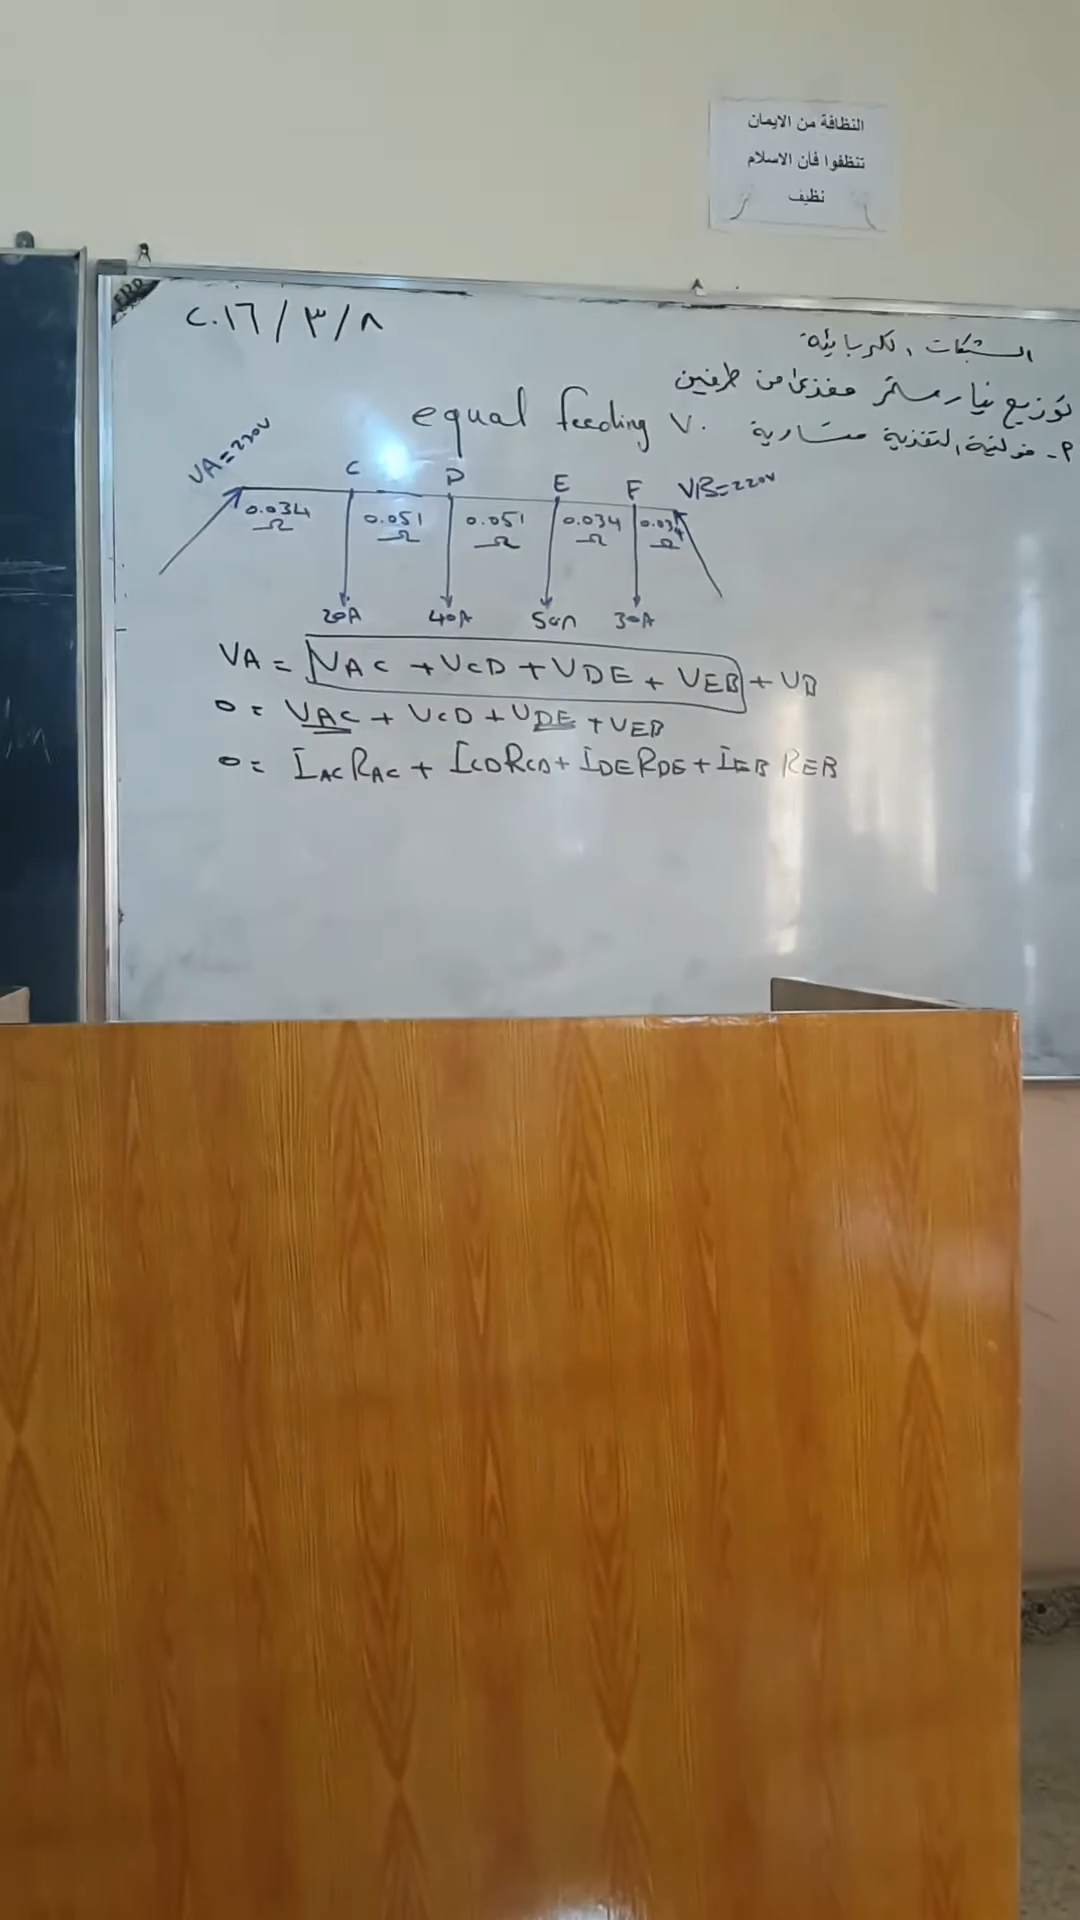 النظافة من الايمان
تنظفوا فأن الاسلام
نظيف
٢٠١٦/٣/٨
الشبكات الكهربائية
توزيع تيار مستمر مغذى من طرفين
equal feeding V. م- فولتية التغذية متساوية
VA=220V C D E F VB=220V
0.034 Ω 0.051 Ω 0.051 Ω 0.034 Ω 0.034 Ω
20A 40A 50A 30A
VA = VAC + VCD + VDE + VEB + VB
0 = VAC + VCD + VDE + VEB
0 = IAC RAC + ICD RCD + IDE RDE + IEB REB